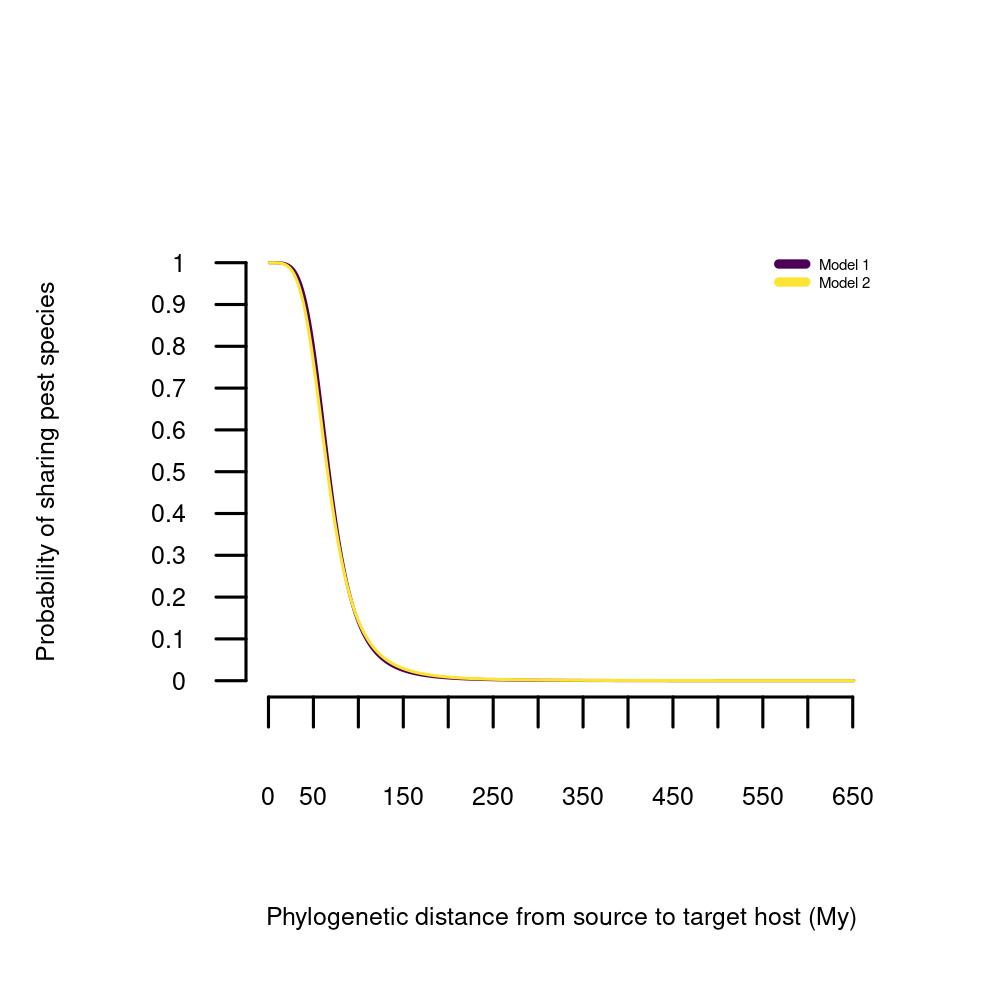 Probability of sharing pest species
1
0.9
0.8
0.7
0.6
0.5
0.4
0.3
0.2
0.1
0
Model 1
Model 2
0 50 150 250 350 450 550 650
Phylogenetic distance from source to target host (My)